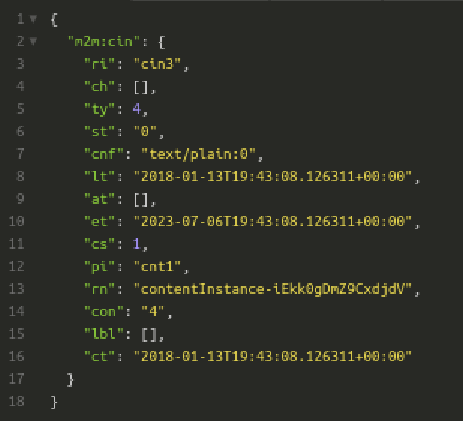 1 {
2 "m2m:cin": {
3 "ri": "cin3",
4 "ch": [],
5 "ty": 4,
6 "st": "0",
7 "cnf": "text/plain:0",
8 "lt": "2018-01-13T19:43:08.126311+00:00",
9 "at": [],
10 "et": "2023-07-06T19:43:08.126311+00:00",
11 "cs": 1,
12 "pi": "cnt1",
13 "rn": "contentInstance-iEkk0gDmZ9CxdjdV",
14 "con": "4",
15 "lbl": [],
16 "ct": "2018-01-13T19:43:08.126311+00:00"
17 }
18 }